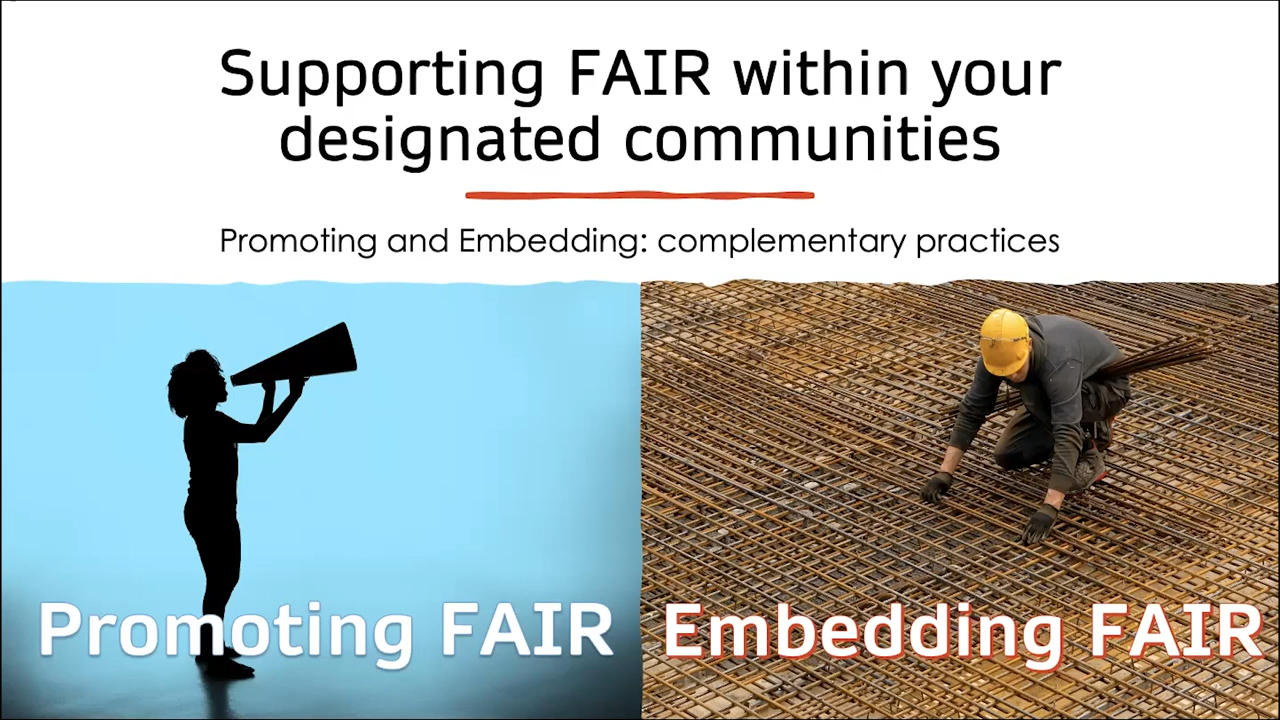 Supporting FAIR within your
designated communities
Promoting and Embedding: complementary practices
Promoting FAIR
Embedding FAIR